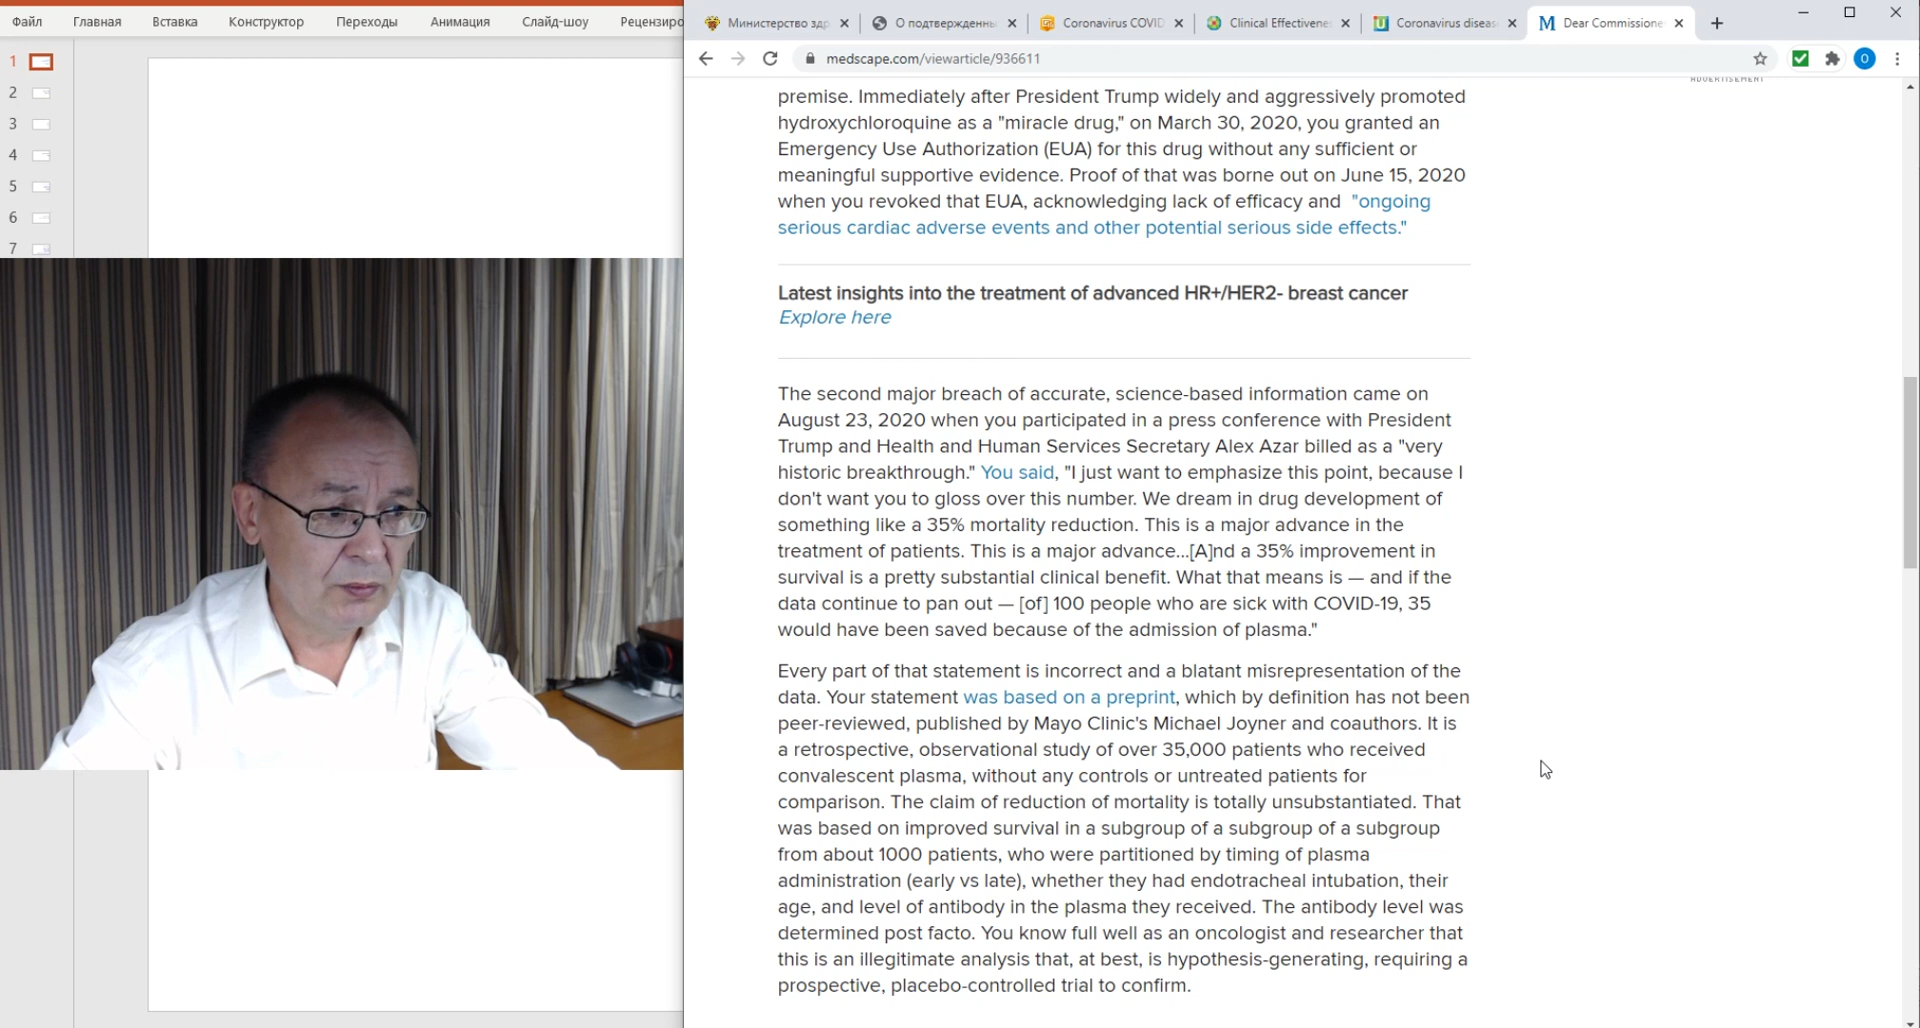 Файл Главная Вставка Конструктор Переходы Анимация Слайд-шоу Рецензиро
1
2
3
4
5
6
7
Министерство здр О подтвержденны Coronavirus COVID Clinical Effectivene Coronavirus diseas Dear Commissione
medscape.com/viewarticle/936611
O
ADVERTISEMENT
premise. Immediately after President Trump widely and aggressively promoted
hydroxychloroquine as a "miracle drug," on March 30, 2020, you granted an
Emergency Use Authorization (EUA) for this drug without any sufficient or
meaningful supportive evidence. Proof of that was borne out on June 15, 2020
when you revoked that EUA, acknowledging lack of efficacy and "ongoing
serious cardiac adverse events and other potential serious side effects."
Latest insights into the treatment of advanced HR+/HER2- breast cancer
Explore here
The second major breach of accurate, science-based information came on
August 23, 2020 when you participated in a press conference with President
Trump and Health and Human Services Secretary Alex Azar billed as a "very
historic breakthrough." You said, "I just want to emphasize this point, because I
don't want you to gloss over this number. We dream in drug development of
something like a 35% mortality reduction. This is a major advance in the
treatment of patients. This is a major advance...[A]nd a 35% improvement in
survival is a pretty substantial clinical benefit. What that means is — and if the
data continue to pan out — [of] 100 people who are sick with COVID-19, 35
would have been saved because of the admission of plasma."
Every part of that statement is incorrect and a blatant misrepresentation of the
data. Your statement was based on a preprint, which by definition has not been
peer-reviewed, published by Mayo Clinic's Michael Joyner and coauthors. It is
a retrospective, observational study of over 35,000 patients who received
convalescent plasma, without any controls or untreated patients for
comparison. The claim of reduction of mortality is totally unsubstantiated. That
was based on improved survival in a subgroup of a subgroup of a subgroup
from about 1000 patients, who were partitioned by timing of plasma
administration (early vs late), whether they had endotracheal intubation, their
age, and level of antibody in the plasma they received. The antibody level was
determined post facto. You know full well as an oncologist and researcher that
this is an illegitimate analysis that, at best, is hypothesis-generating, requiring a
prospective, placebo-controlled trial to confirm.